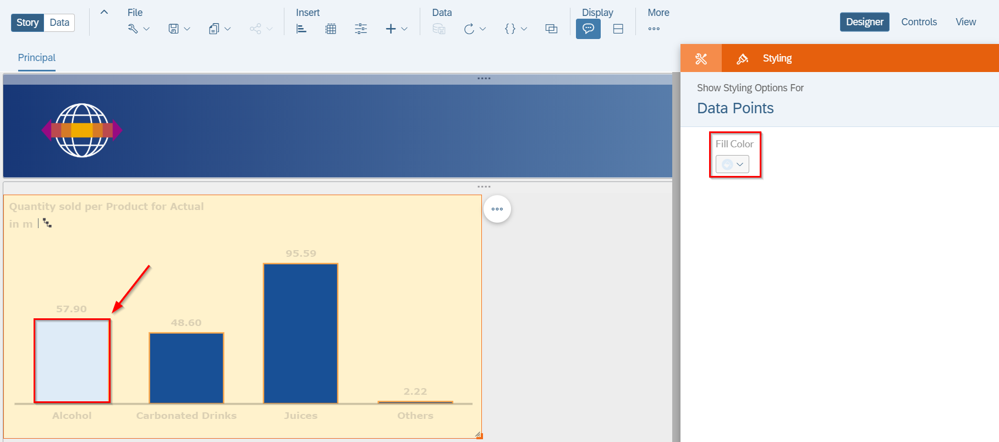 Story
Data
File
Insert
Data
Display
More
Designer
Controls
View
Principal
Styling
Show Styling Options For
Data Points
Fill Color
Quantity sold per Product for Actual
in m
57.90
48.60
95.59
2.22
Alcohol
Carbonated Drinks
Juices
Others